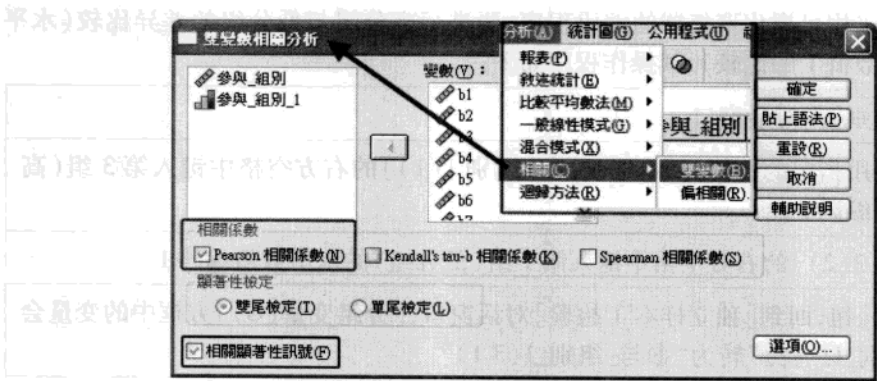 雙變數相關分析
參與_組別
參與_組別_1
變數(V)：
b1
b2
b3
b4
b5
b6
b7
分析(A) 統計圖(G) 公用程式(U)
報表(P)
敘述統計(E)
比較平均數法(M)
一般線性模式(G)
混合模式(X)
相關(C)
迴歸方法(R)
雙變數(B)
偏相關(R)
參與_組別
確定
貼上語法(P)
重設(R)
取消
輔助說明
相關係數
Pearson 相關係數(N) Kendall's tau-b 相關係數(K) Spearman 相關係數(S)
顯著性檢定
雙尾檢定(T) 單尾檢定(L)
相關顯著性訊號(F)
選項(O)...